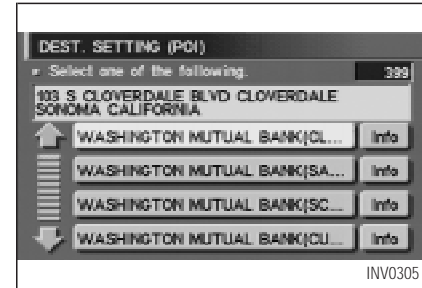 DEST. SETTING (POI)
Select one of the following.
399
103 S CLOVERDALE BLVD CLOVERDALE
SONOMA CALIFORNIA
WASHINGTON MUTUAL BANK(CL... Info
WASHINGTON MUTUAL BANK(SA... Info
WASHINGTON MUTUAL BANK(SC... Info
WASHINGTON MUTUAL BANK(CU... Info
INV0305